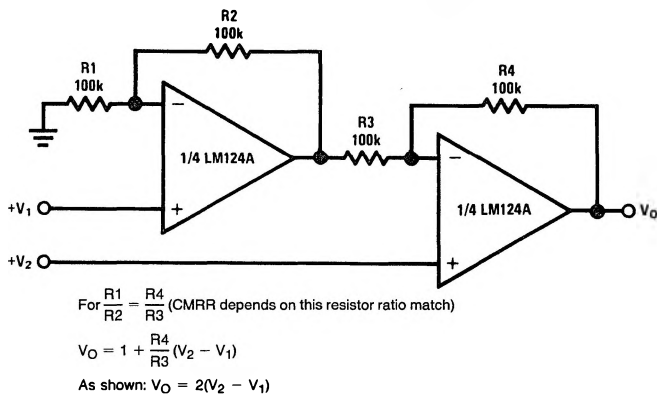 R2
100k
R1
100k
R4
100k
R3
100k
−
1/4 LM124A
+
−
1/4 LM124A
+
+V1
+V2
VO
For R1/R2 = R4/R3 (CMRR depends on this resistor ratio match)
VO = 1 + R4/R3 (V2 − V1)
As shown: VO = 2(V2 − V1)